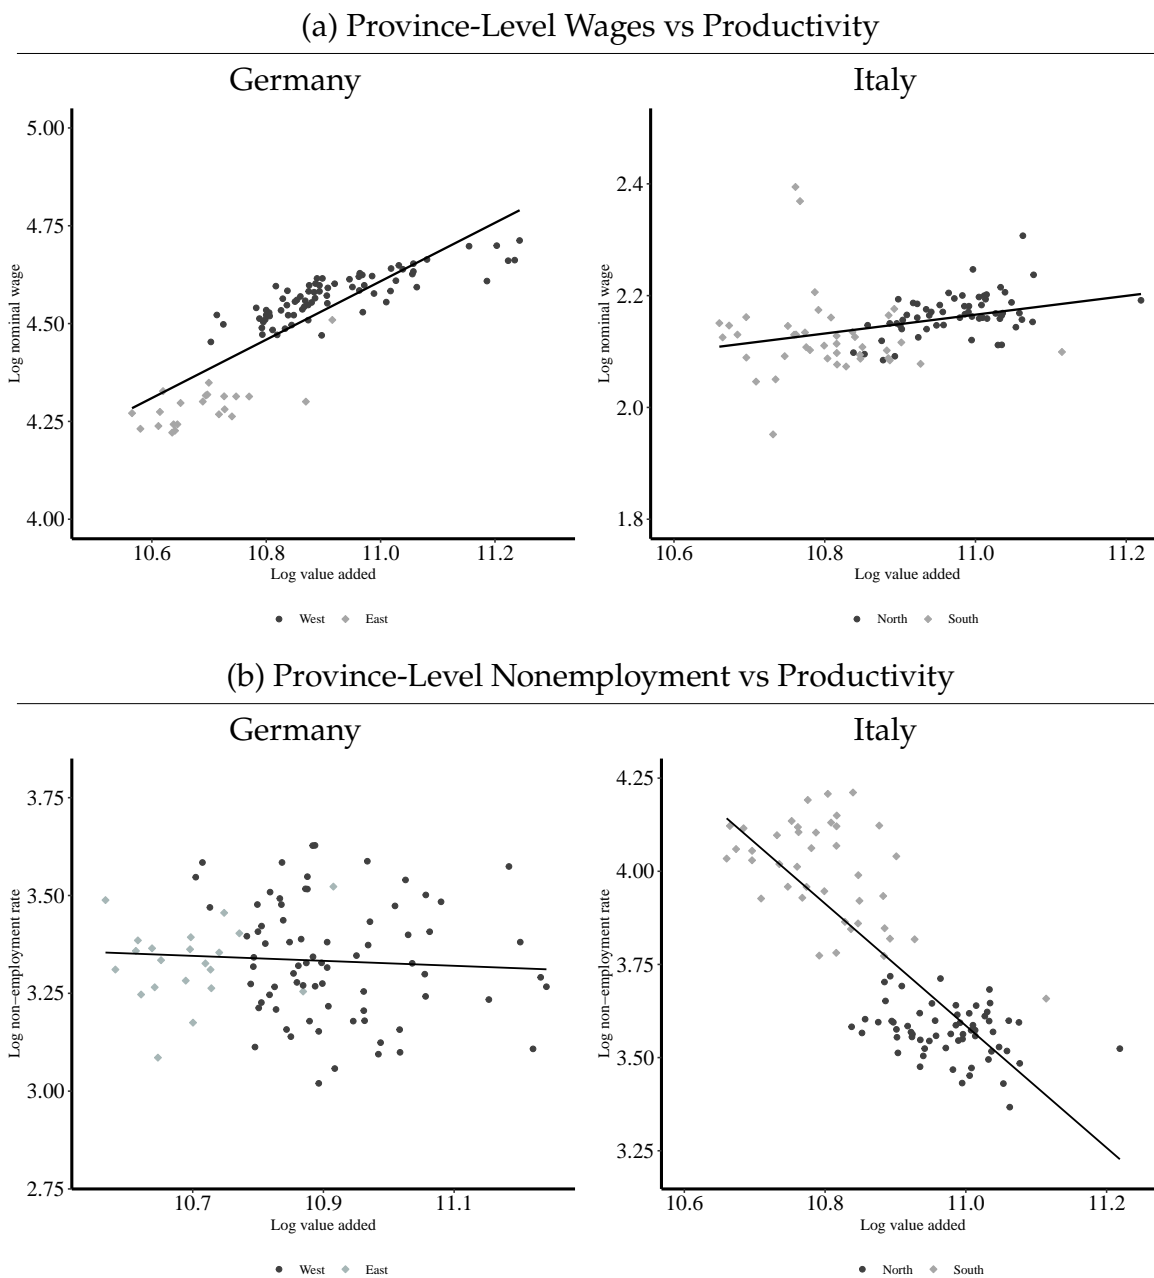 (a) Province-Level Wages vs Productivity
Germany
5.00
4.75
4.50
4.25
4.00
Log nominal wage
10.6 10.8 11.0 11.2
Log value added
West East
Italy
2.4
2.2
2.0
1.8
Log nominal wage
10.6 10.8 11.0 11.2
Log value added
North South
(b) Province-Level Nonemployment vs Productivity
Germany
3.75
3.50
3.25
3.00
2.75
Log non−employment rate
10.7 10.9 11.1
Log value added
West East
Italy
4.25
4.00
3.75
3.50
3.25
Log non−employment rate
10.6 10.8 11.0 11.2
Log value added
North South